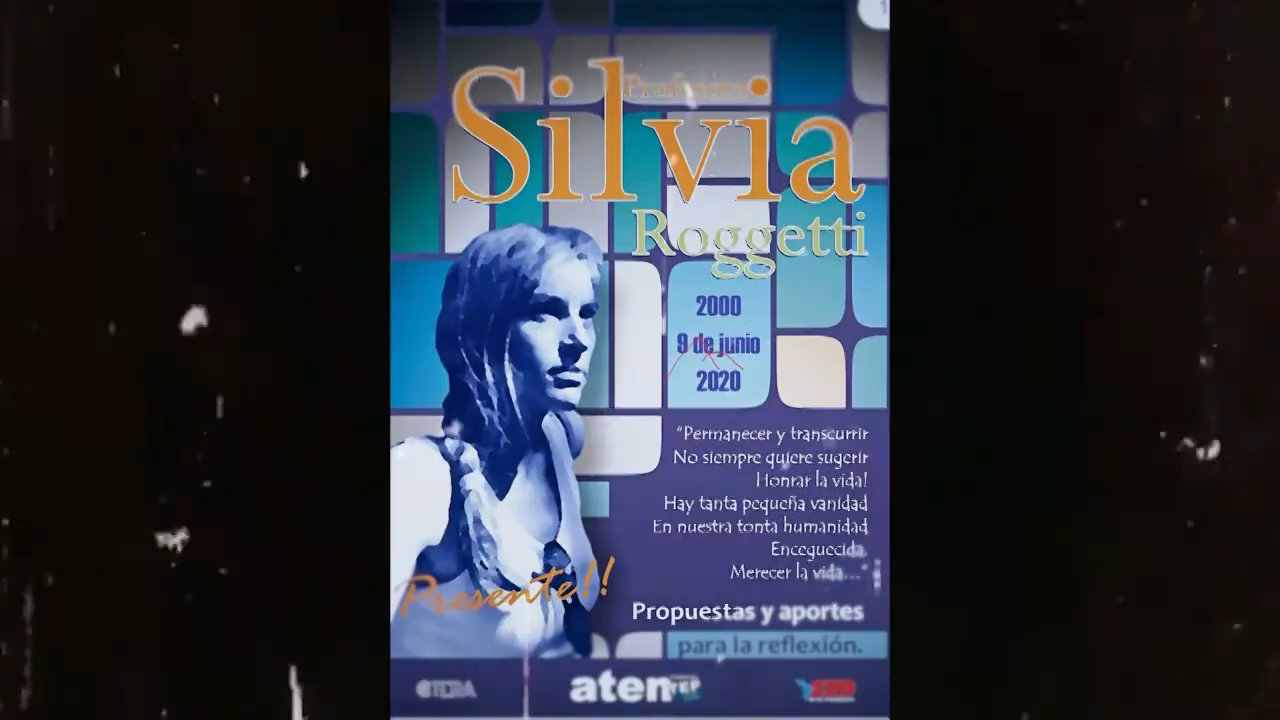 Profesora
Silvia
Roggetti
2000
9 de junio
2020
“Permanecer y transcurrir
No siempre quiere sugerir
Honrar la vida!
Hay tanta pequeña vanidad
En nuestra tonta humanidad
Enceguecida.
Merecer la vida...”
Presente!!
Propuestas y aportes
para la reflexión.
CTERA
aten